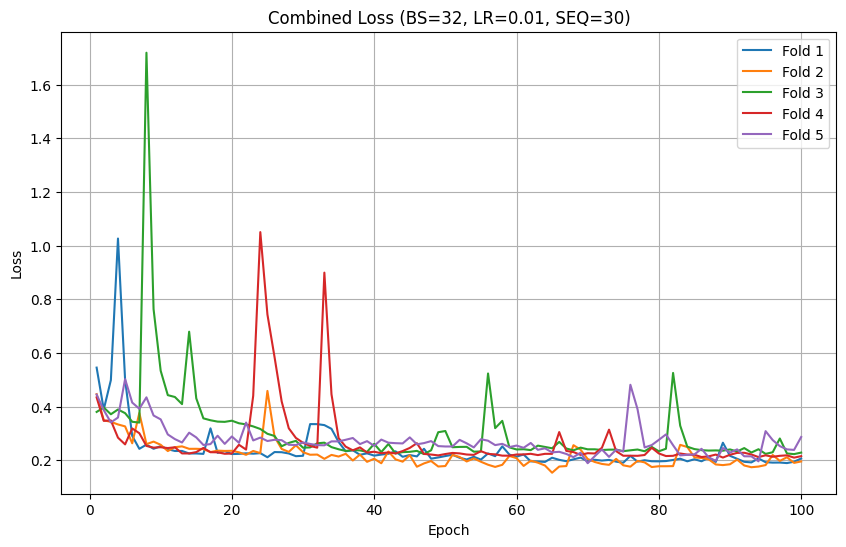 Combined Loss (BS=32, LR=0.01, SEQ=30)
Fold 1
Fold 2
Fold 3
Fold 4
Fold 5
Loss
1.6
1.4
1.2
1.0
0.8
0.6
0.4
0.2
0
20
40
60
80
100
Epoch